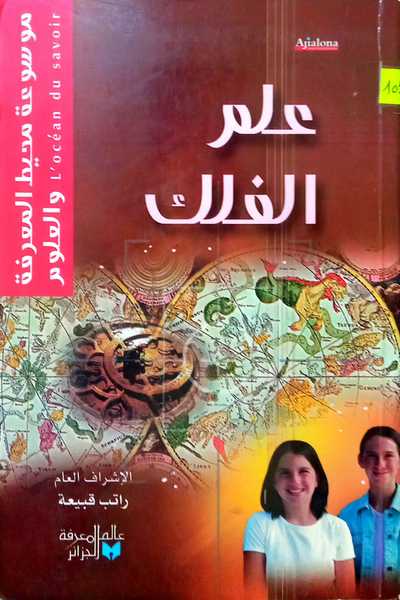 Ajialona
علم
الفلك
موسوعة محيط المعرفة
والعلوم L'océan du savoir
الإشراف العام
راتب قبيعة
عالم المعرفة
الجزائر